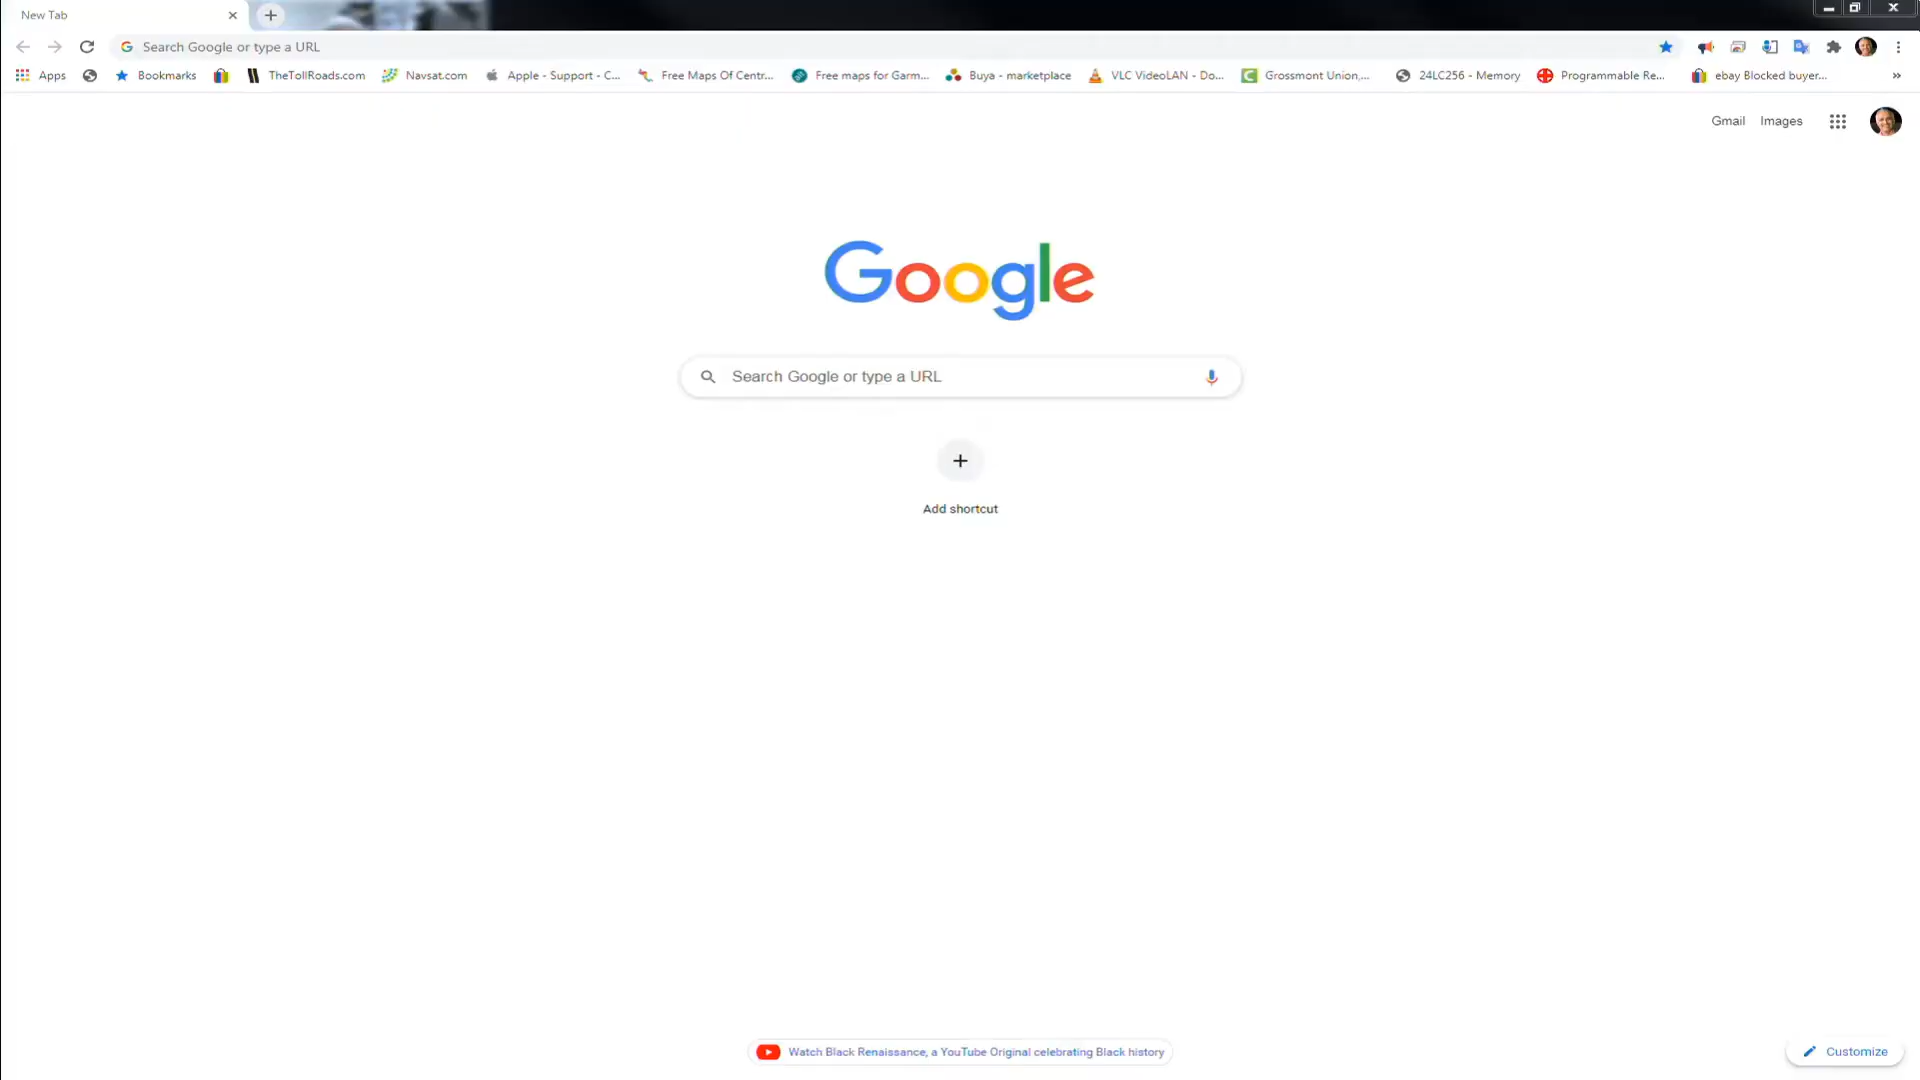 New Tab
Search Google or type a URL
Apps Bookmarks TheTollRoads.com Navsat.com Apple - Support - C... Free Maps Of Centr... Free maps for Garm... Buya - marketplace VLC VideoLAN - Do... Grossmont Union,... 24LC256 - Memory Programmable Re... ebay Blocked buyer... »
Gmail Images
Google
Search Google or type a URL
Add shortcut
Watch Black Renaissance, a YouTube Original celebrating Black history
Customize